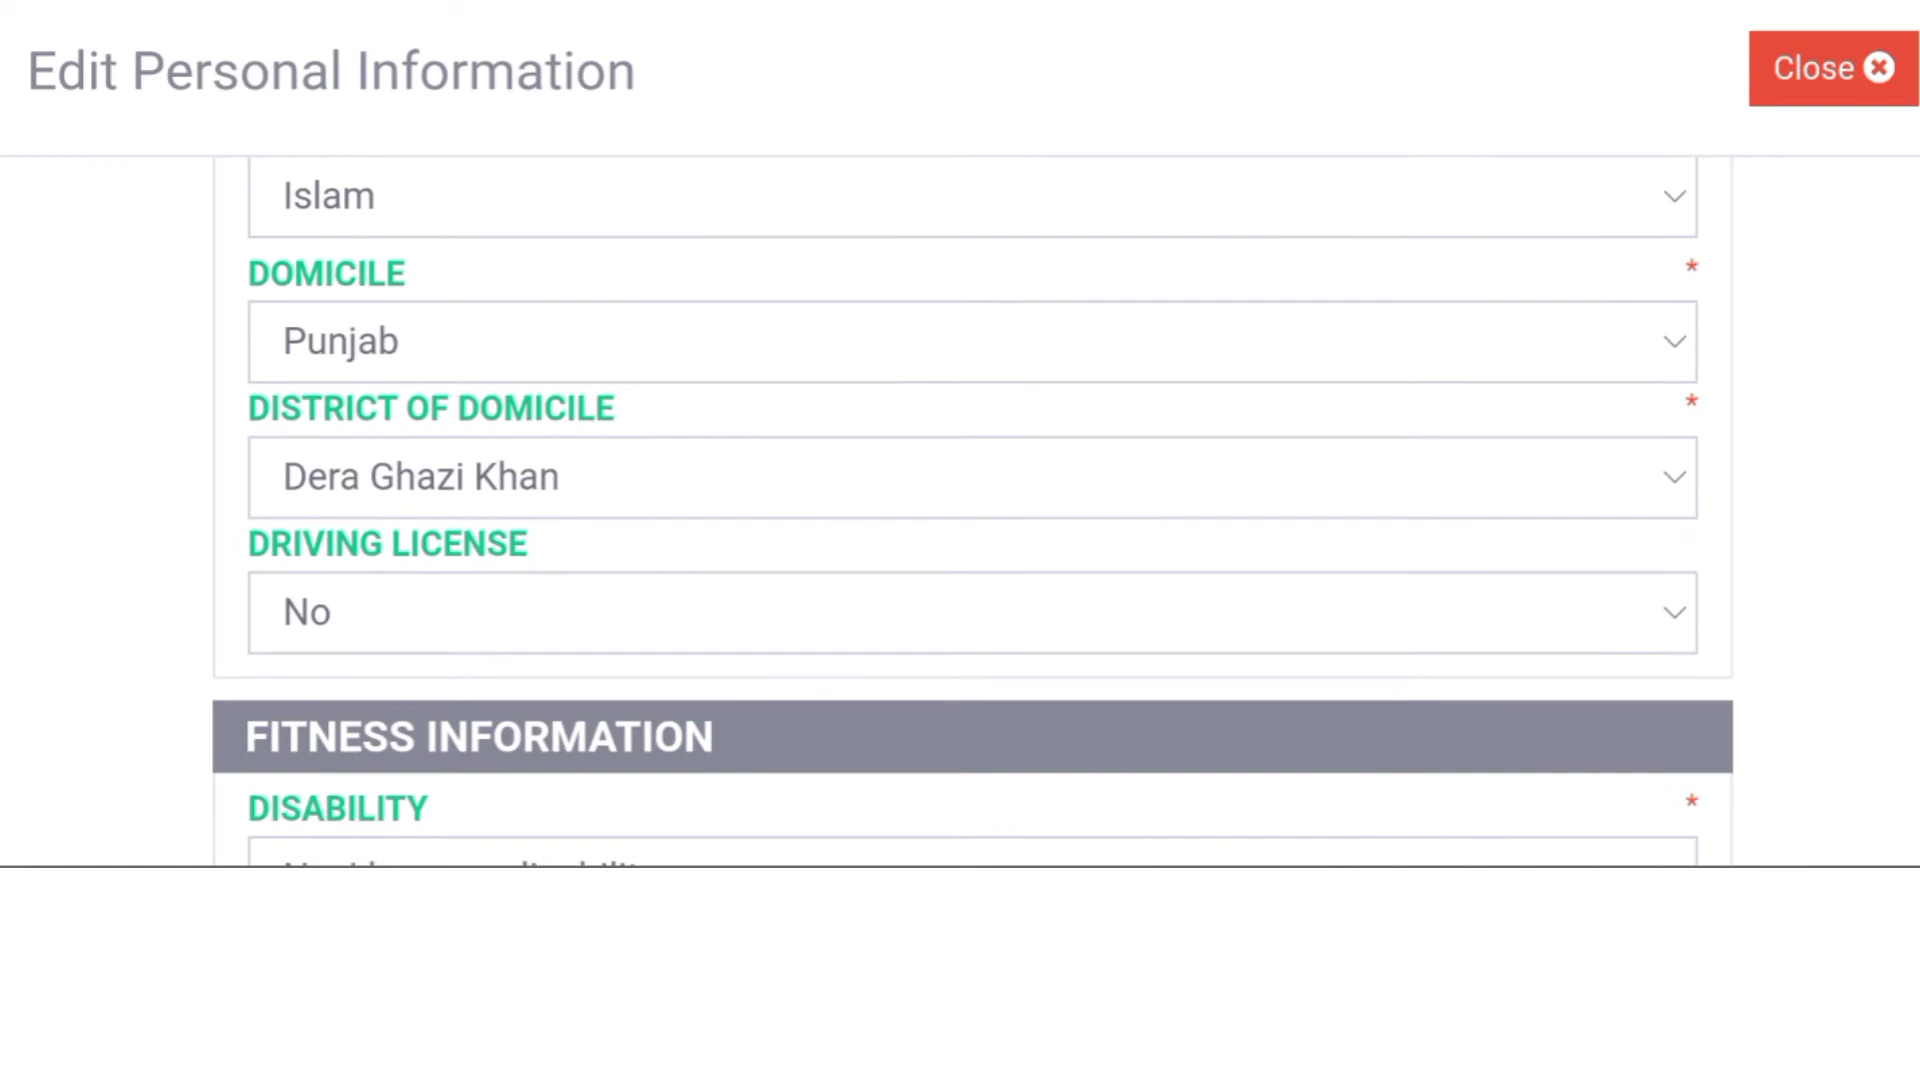 Edit Personal Information
Close
Islam
DOMICILE *
Punjab
DISTRICT OF DOMICILE *
Dera Ghazi Khan
DRIVING LICENSE
No
FITNESS INFORMATION
DISABILITY *